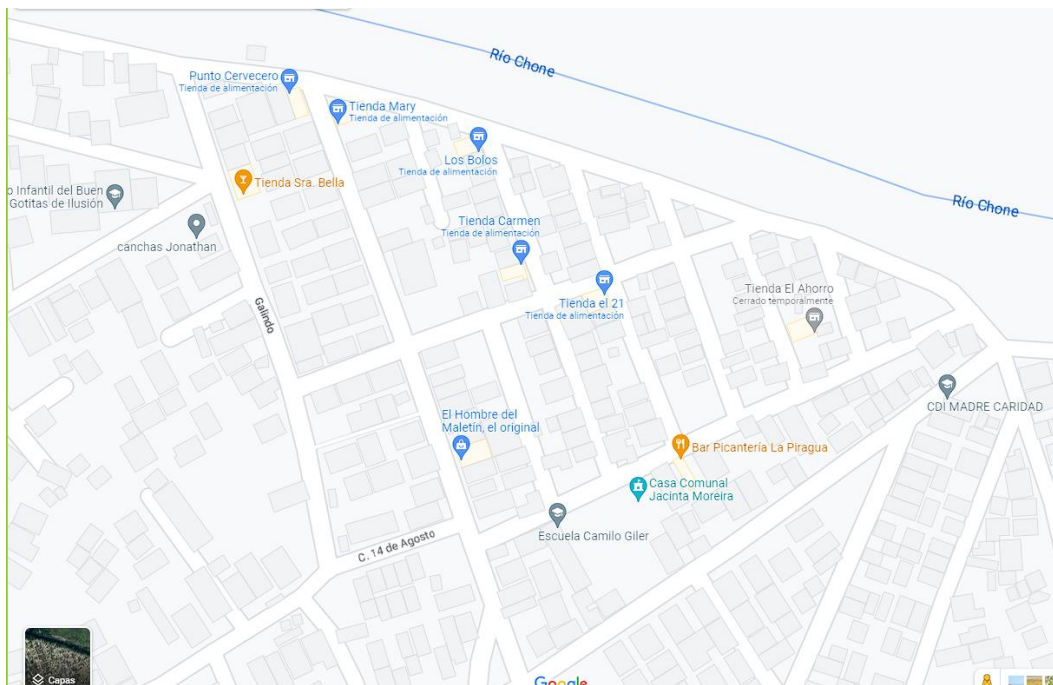 Río Chone
Punto Cervecero
Tienda de alimentación
Tienda Mary
Tienda de alimentación
Los Bolos
Tienda de alimentación
Tienda Sra. Bella
o Infantil del Buen
Gotitas de Ilusión
Río Chone
canchas Jonathan
Tienda Carmen
Tienda de alimentación
Tienda El Ahorro
Cerrado temporalmente
Tienda el 21
Tienda de alimentación
Galindo
CDI MADRE CARIDAD
El Hombre del
Maletín, el original
Bar Picantería La Piragua
Casa Comunal
Jacinta Moreira
Escuela Camilo Giler
C. 14 de Agosto
Capas
Google